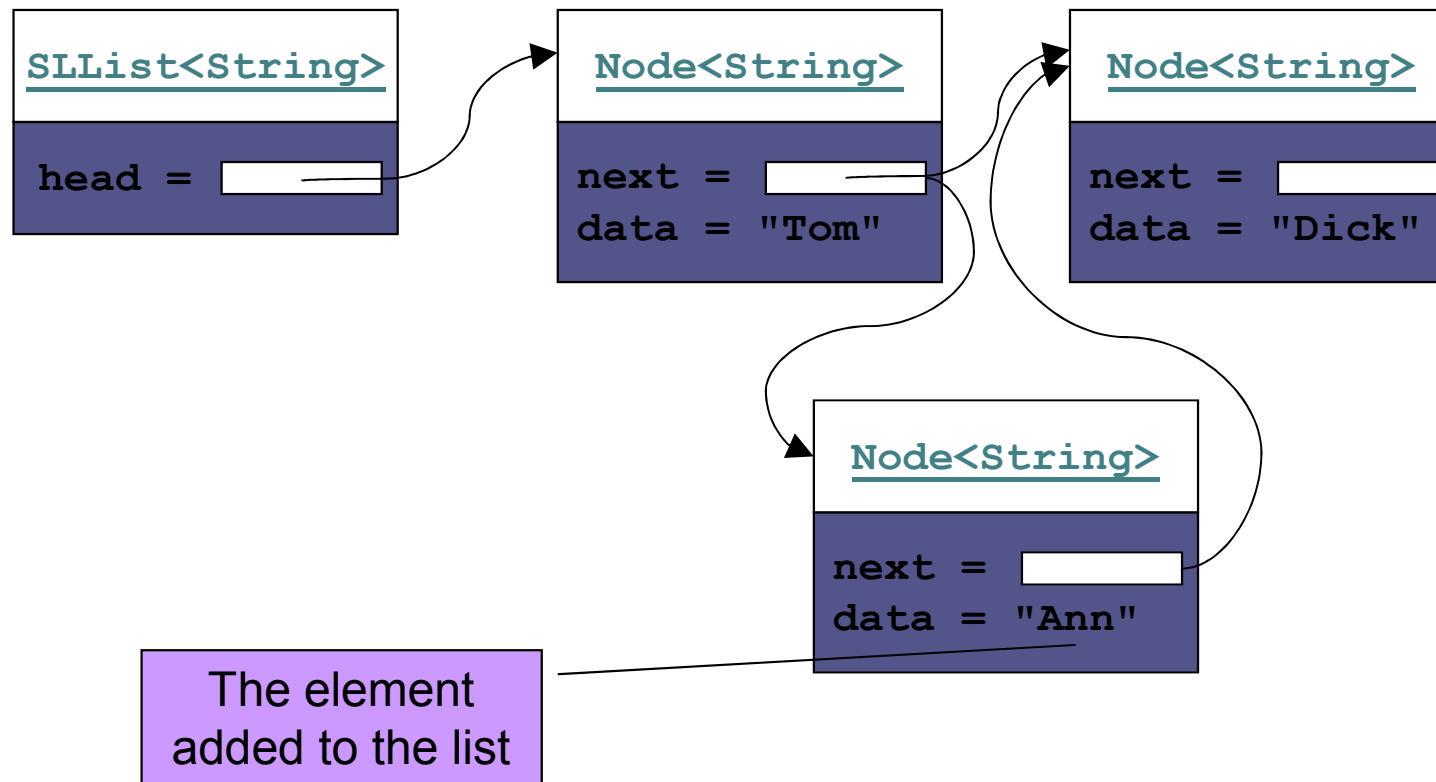 SLList<String>
head =
Node<String>
next =
data = "Tom"
Node<String>
next =
data = "Dick"
Node<String>
next =
data = "Ann"
The element
added to the list